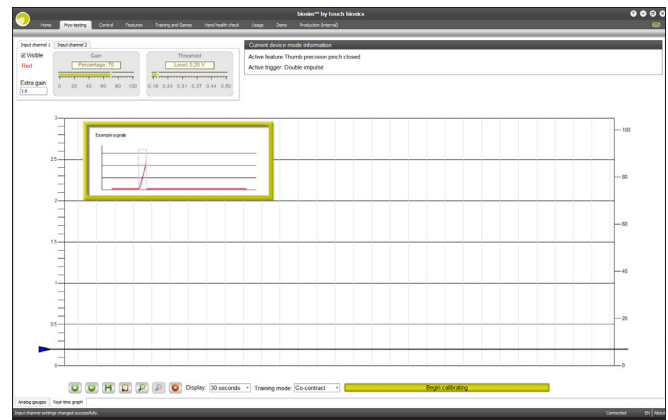 biosim™ by touch bionics
Home Myo-testing Control Features Training and Games Hand health check Usage Demo Production (internal)
Input channel 1 Input channel 2
Visible
Red
Extra gain:
1.0
Gain
Percentage: 70
0 20 40 60 80 100
Threshold
Level: 0.20 V
0.18 0.24 0.31 0.37 0.44 0.50
Current device mode information
Active feature: Thumb precision pinch closed
Active trigger: Double impulse
Example signals
3
2.5
2
1.5
1
0.5
0
100
80
60
40
20
0
Display: 30 seconds Training mode: Co-contract Begin calibrating
Analog gauges Real-time graph
Input channel settings changed successfully. Connected EN About